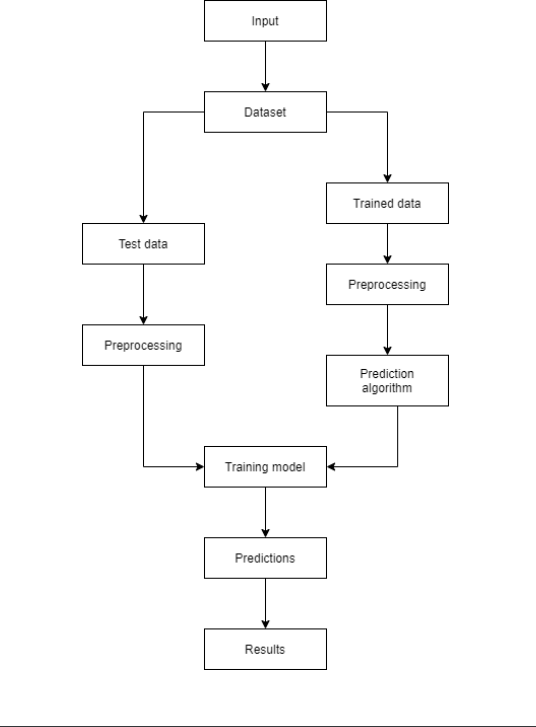 Input
Dataset
Trained data
Test data
Preprocessing
Preprocessing
Prediction
algorithm
Training model
Predictions
Results